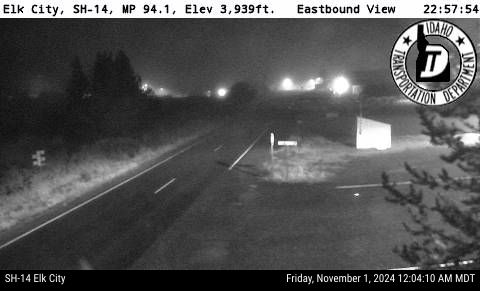 Elk City, SH-14, MP 94.1, Elev 3,939ft. Eastbound View 22:57:54
IDAHO
TRANSPORTATION DEPARTMENT
SH-14 Elk City Friday, November 1, 2024 12:04:10 AM MDT